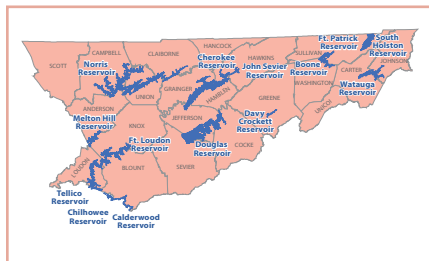 HANCOCK
Ft. Patrick
Reservoir
South
Holston
Reservoir
CAMPBELL
CLAIBORNE
Cherokee
Reservoir
HAWKINS
SULLIVAN
JOHNSON
Norris
Reservoir
John Sevier
Reservoir
Boone
Reservoir
SCOTT
CARTER
UNION
GRAINGER
HAMBLEN
WASHINGTON
Watauga
Reservoir
GREENE
UNICOI
ANDERSON
Melton Hill
Reservoir
KNOX
JEFFERSON
Davy
Crockett
Reservoir
Ft. Loudon
Reservoir
Douglas
Reservoir
COCKE
LOUDON
BLOUNT
SEVIER
Tellico
Reservoir
Chilhowee
Reservoir
Calderwood
Reservoir